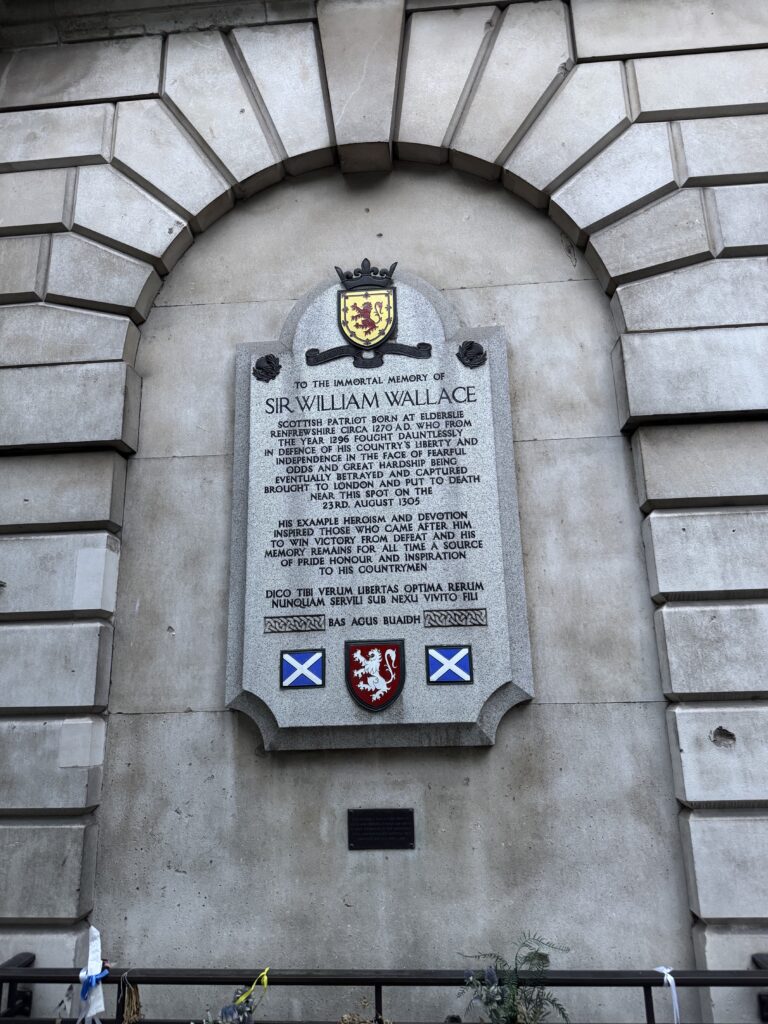 TO THE IMMORTAL MEMORY OF
SIR WILLIAM WALLACE
SCOTTISH PATRIOT BORN AT ELDERSLIE
RENFREWSHIRE CIRCA 1270 A.D. WHO FROM
THE YEAR 1296 FOUGHT DAUNTLESSLY
IN DEFENCE OF HIS COUNTRY'S LIBERTY AND
INDEPENDENCE IN THE FACE OF FEARFUL
ODDS AND GREAT HARDSHIP BEING
EVENTUALLY BETRAYED AND CAPTURED
BROUGHT TO LONDON AND PUT TO DEATH
NEAR THIS SPOT ON THE
23RD. AUGUST 1305
HIS EXAMPLE HEROISM AND DEVOTION
INSPIRED THOSE WHO CAME AFTER HIM
TO WIN VICTORY FROM DEFEAT AND HIS
MEMORY REMAINS FOR ALL TIME A SOURCE
OF PRIDE HONOUR AND INSPIRATION
TO HIS COUNTRYMEN
DICO TIBI VERUM LIBERTAS OPTIMA RERUM
NUNQUAM SERVILI SUB NEXU VIVITO FILI
BAS AGUS BUAIDH